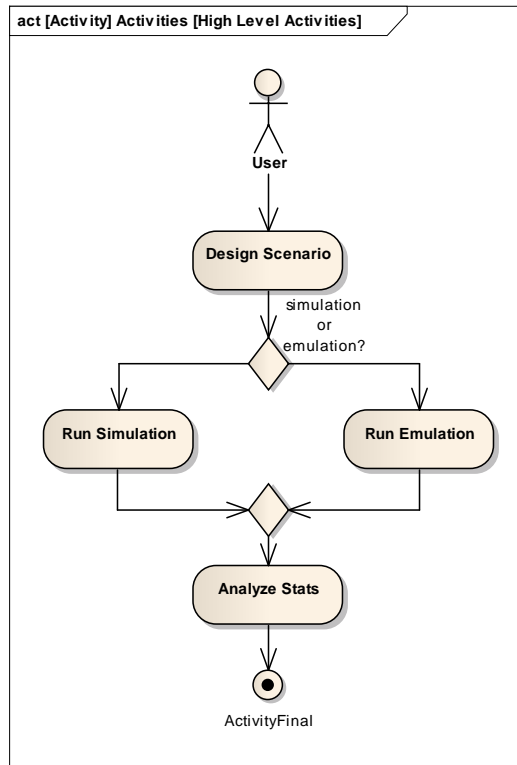 act [Activity] Activities [High Level Activities]
User
Design Scenario
simulation
or
emulation?
Run Simulation
Run Emulation
Analyze Stats
ActivityFinal